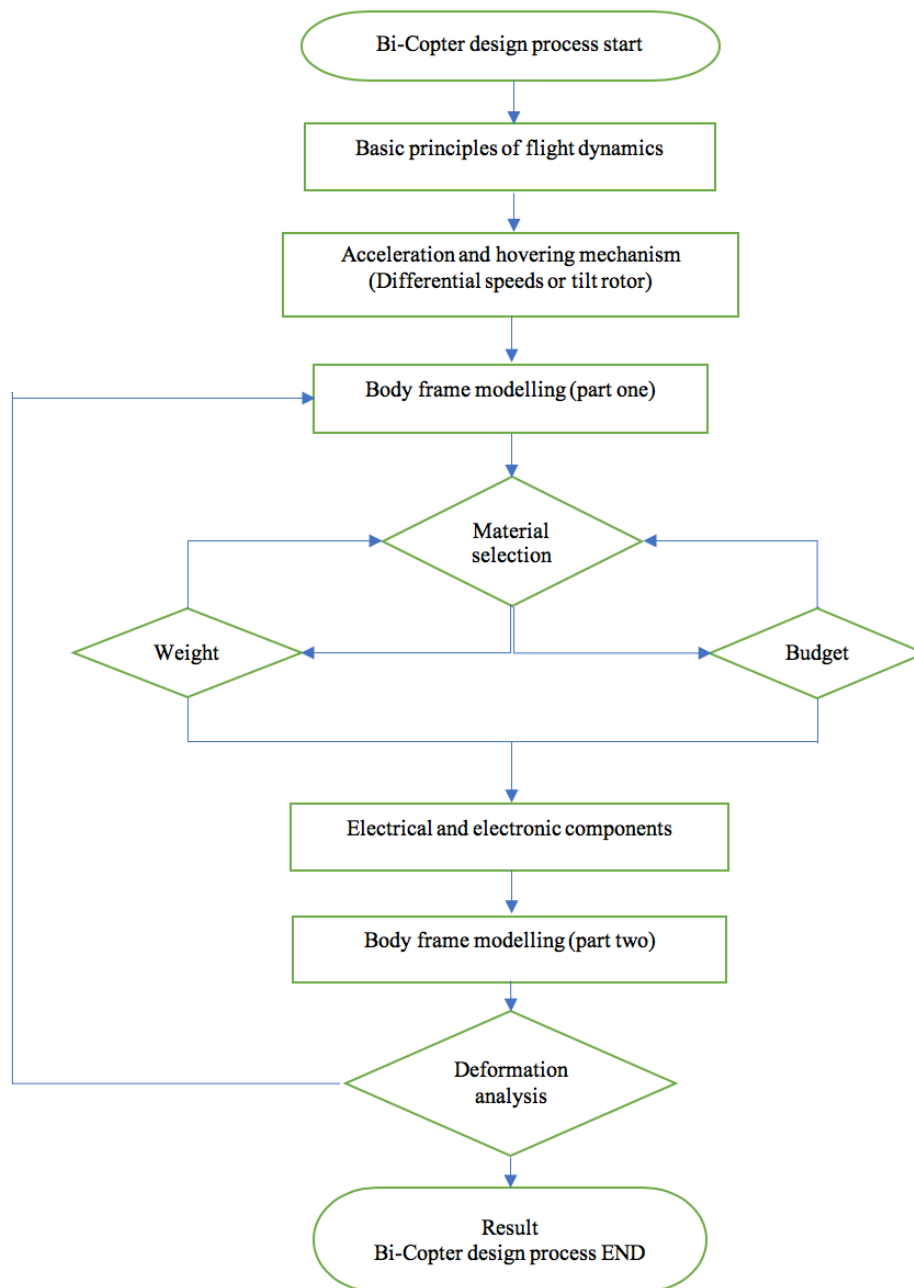 Bi-Copter design process start
Basic principles of flight dynamics
Acceleration and hovering mechanism
(Differential speeds or tilt rotor)
Body frame modelling (part one)
Material
selection
Weight
Budget
Electrical and electronic components
Body frame modelling (part two)
Deformation
analysis
Result
Bi-Copter design process END